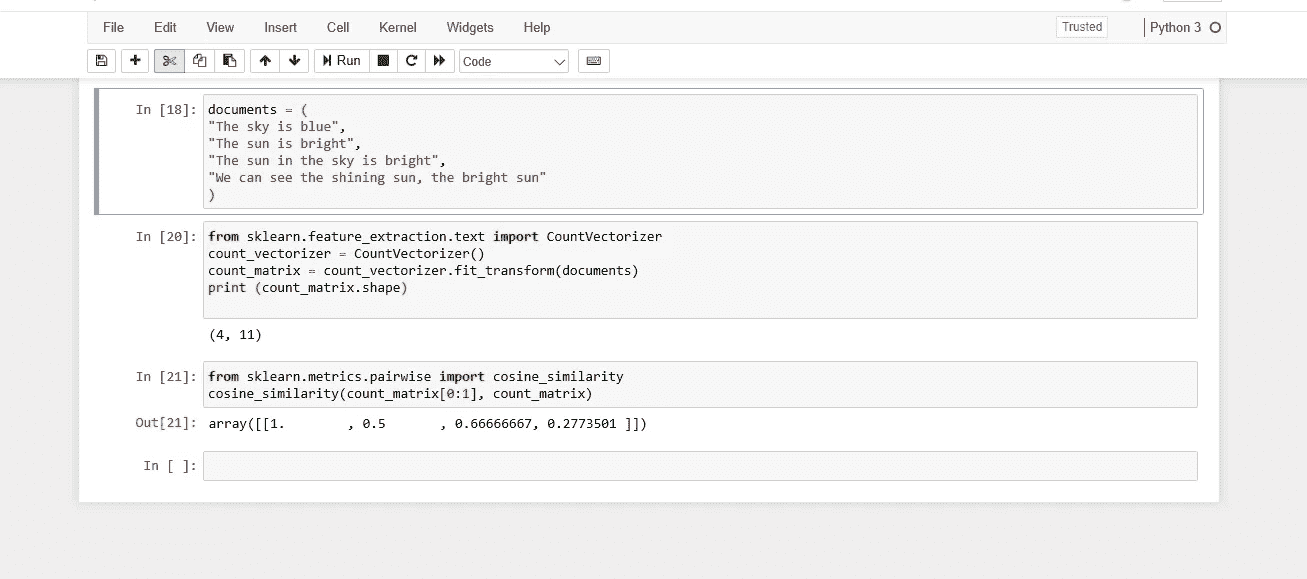 File Edit View Insert Cell Kernel Widgets Help Trusted Python 3
Run Code
In [18]: documents = (
"The sky is blue",
"The sun is bright",
"The sun in the sky is bright",
"We can see the shining sun, the bright sun"
)
In [20]: from sklearn.feature_extraction.text import CountVectorizer
count_vectorizer = CountVectorizer()
count_matrix = count_vectorizer.fit_transform(documents)
print (count_matrix.shape)
(4, 11)
In [21]: from sklearn.metrics.pairwise import cosine_similarity
cosine_similarity(count_matrix[0:1], count_matrix)
Out[21]: array([[1.        , 0.5       , 0.66666667, 0.2773501 ]])
In [ ]: